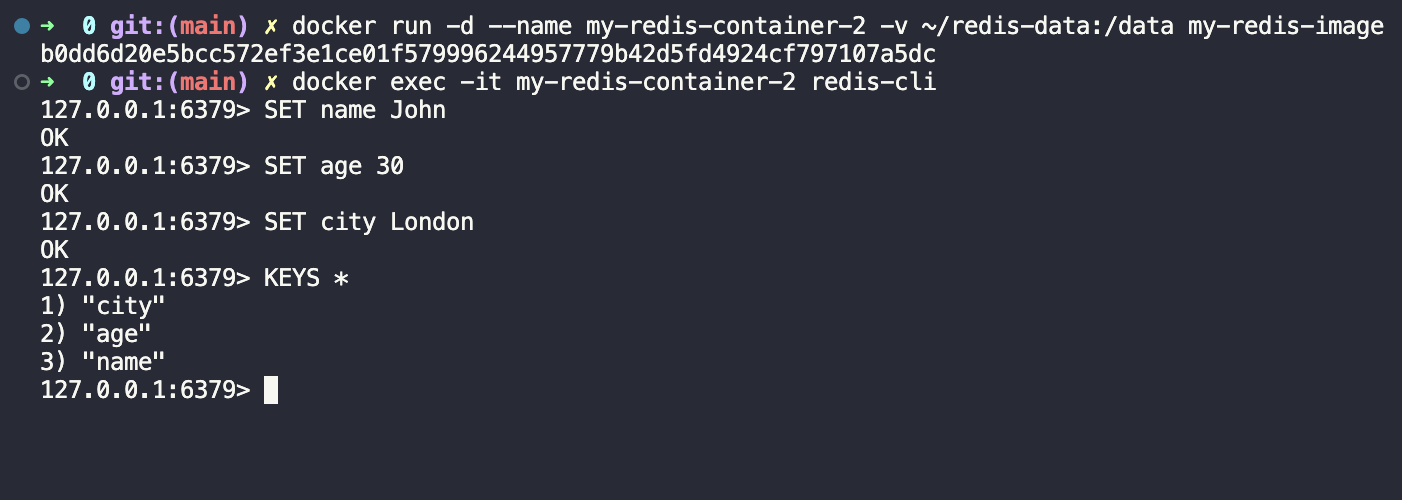 ➜  0 git:(main) ✗ docker run -d --name my-redis-container-2 -v ~/redis-data:/data my-redis-image
b0dd6d20e5bcc572ef3e1ce01f579996244957779b42d5fd4924cf797107a5dc
➜  0 git:(main) ✗ docker exec -it my-redis-container-2 redis-cli
127.0.0.1:6379> SET name John
OK
127.0.0.1:6379> SET age 30
OK
127.0.0.1:6379> SET city London
OK
127.0.0.1:6379> KEYS *
1) "city"
2) "age"
3) "name"
127.0.0.1:6379>